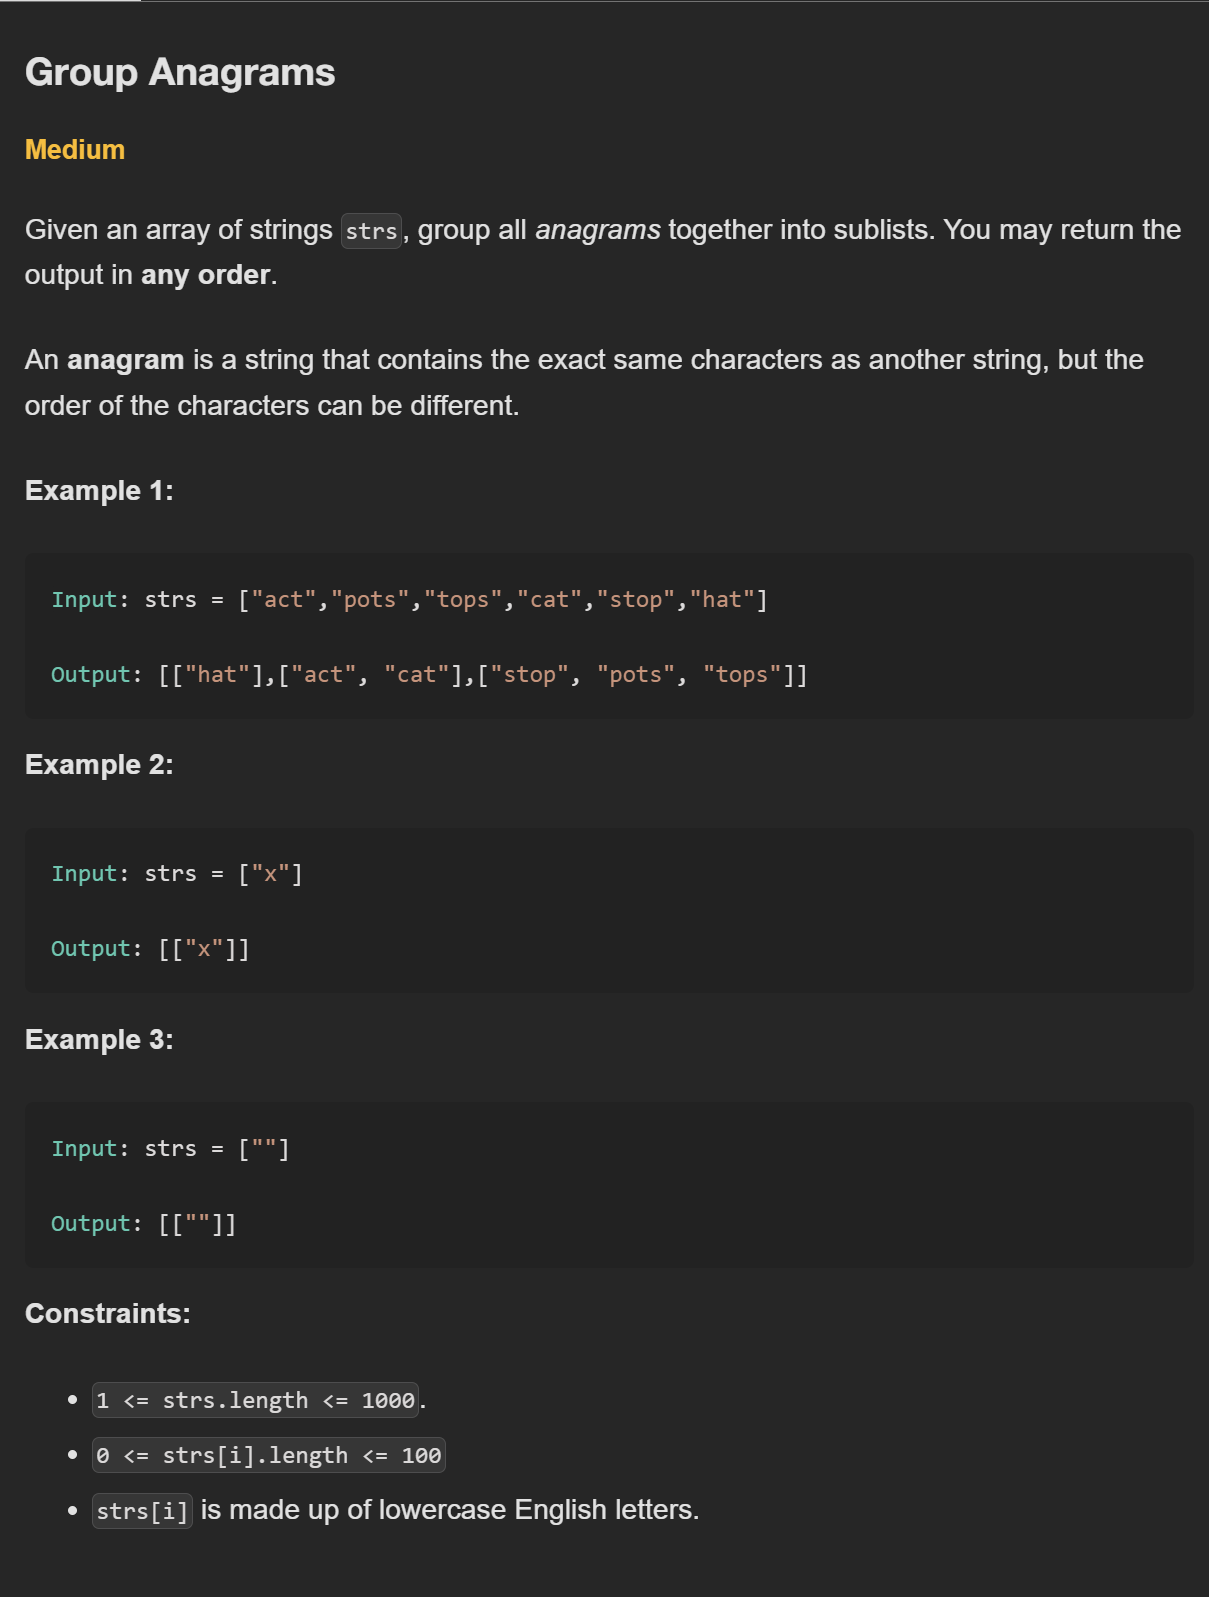 Group Anagrams
Medium
Given an array of strings strs, group all anagrams together into sublists. You may return the
output in any order.
An anagram is a string that contains the exact same characters as another string, but the
order of the characters can be different.
Example 1:
Input: strs = ["act","pots","tops","cat","stop","hat"]
Output: [["hat"],["act", "cat"],["stop", "pots", "tops"]]
Example 2:
Input: strs = ["x"]
Output: [["x"]]
Example 3:
Input: strs = [""]
Output: [[""]]
Constraints:
• 1 <= strs.length <= 1000.
• 0 <= strs[i].length <= 100
• strs[i] is made up of lowercase English letters.